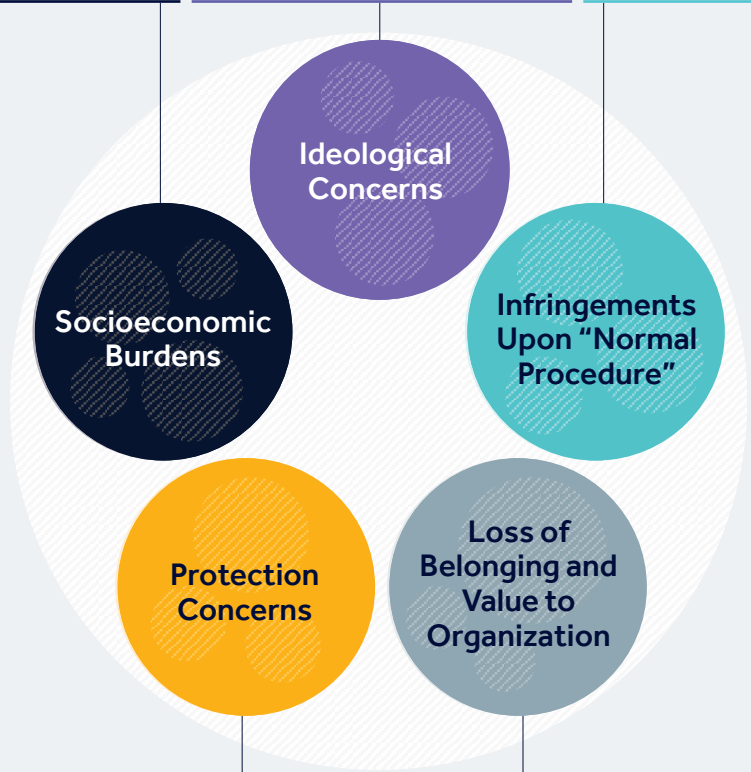 Ideological
Concerns
Socioeconomic
Burdens
Infringements
Upon “Normal
Procedure”
Protection
Concerns
Loss of
Belonging and
Value to
Organization